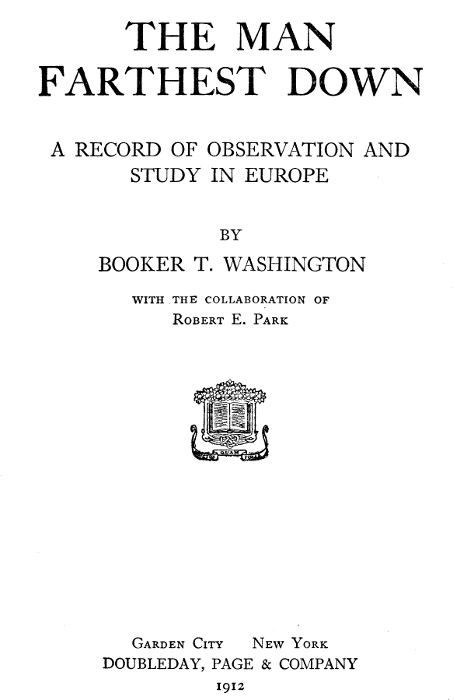 THE MAN
FARTHEST DOWN
A RECORD OF OBSERVATION AND
STUDY IN EUROPE
BY
BOOKER T. WASHINGTON
WITH THE COLLABORATION OF
ROBERT E. PARK
GARDEN CITY NEW YORK
DOUBLEDAY, PAGE & COMPANY
1912